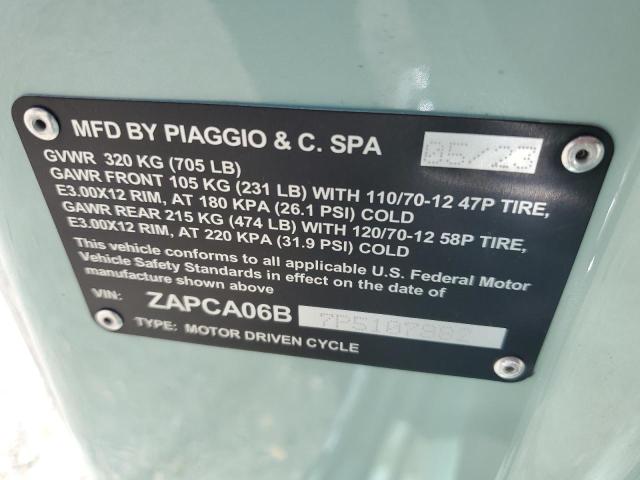 MFD BY PIAGGIO & C. SPA 05/23
GVWR 320 KG (705 LB)
GAWR FRONT 105 KG (231 LB) WITH 110/70-12 47P TIRE,
E3.00X12 RIM, AT 180 KPA (26.1 PSI) COLD
GAWR REAR 215 KG (474 LB) WITH 120/70-12 58P TIRE,
E3.00X12 RIM, AT 220 KPA (31.9 PSI) COLD
This vehicle conforms to all applicable U.S. Federal Motor
Vehicle Safety Standards in effect on the date of
manufacture shown above
VIN: ZAPCA06B 7PS107982
TYPE: MOTOR DRIVEN CYCLE